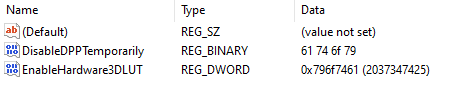 Name Type Data
(Default) REG_SZ (value not set)
DisableDPPTemporarily REG_BINARY 61 74 6f 79
EnableHardware3DLUT REG_DWORD 0x796f7461 (2037347425)